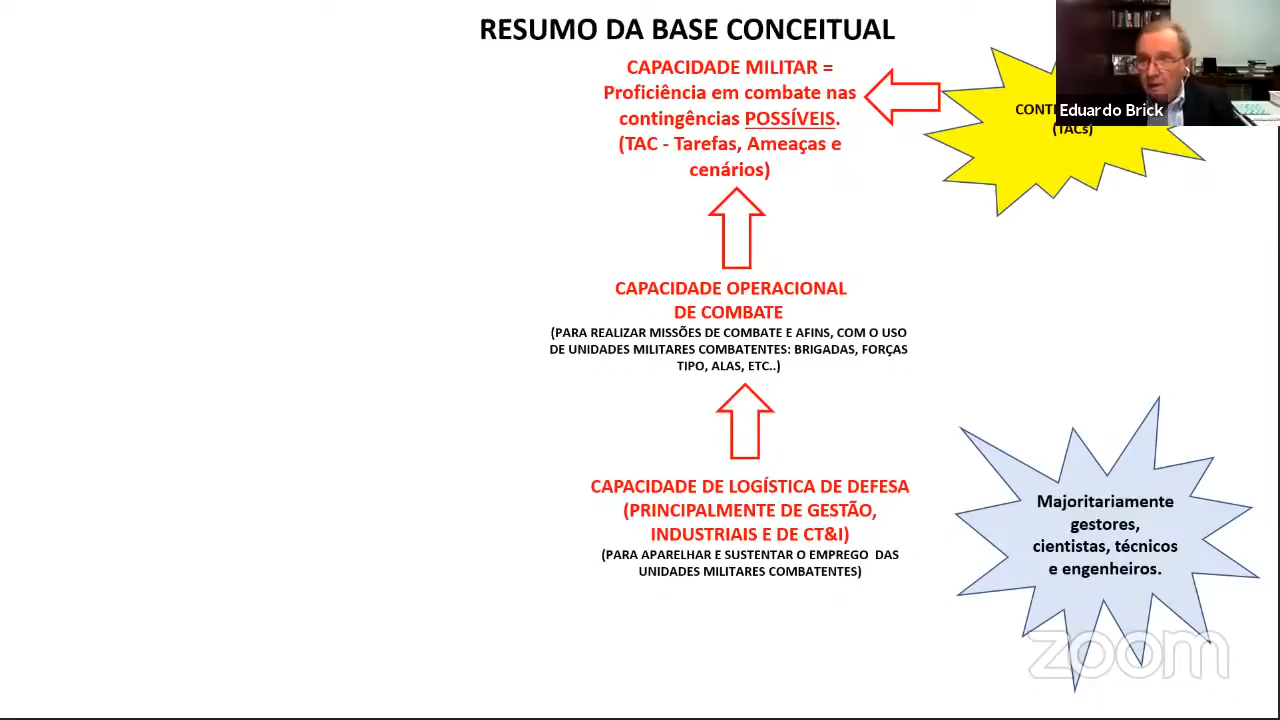 RESUMO DA BASE CONCEITUAL
CAPACIDADE MILITAR =
Proficiência em combate nas
contingências POSSÍVEIS.
(TAC - Tarefas, Ameaças e
cenários)
(TACs)
Eduardo Brick
CAPACIDADE OPERACIONAL
DE COMBATE
(PARA REALIZAR MISSÕES DE COMBATE E AFINS, COM O USO
DE UNIDADES MILITARES COMBATENTES: BRIGADAS, FORÇAS
TIPO, ALAS, ETC..)
CAPACIDADE DE LOGÍSTICA DE DEFESA
(PRINCIPALMENTE DE GESTÃO,
INDUSTRIAIS E DE CT&I)
(PARA APARELHAR E SUSTENTAR O EMPREGO DAS
UNIDADES MILITARES COMBATENTES)
Majoritariamente
gestores,
cientistas, técnicos
e engenheiros.
zoom